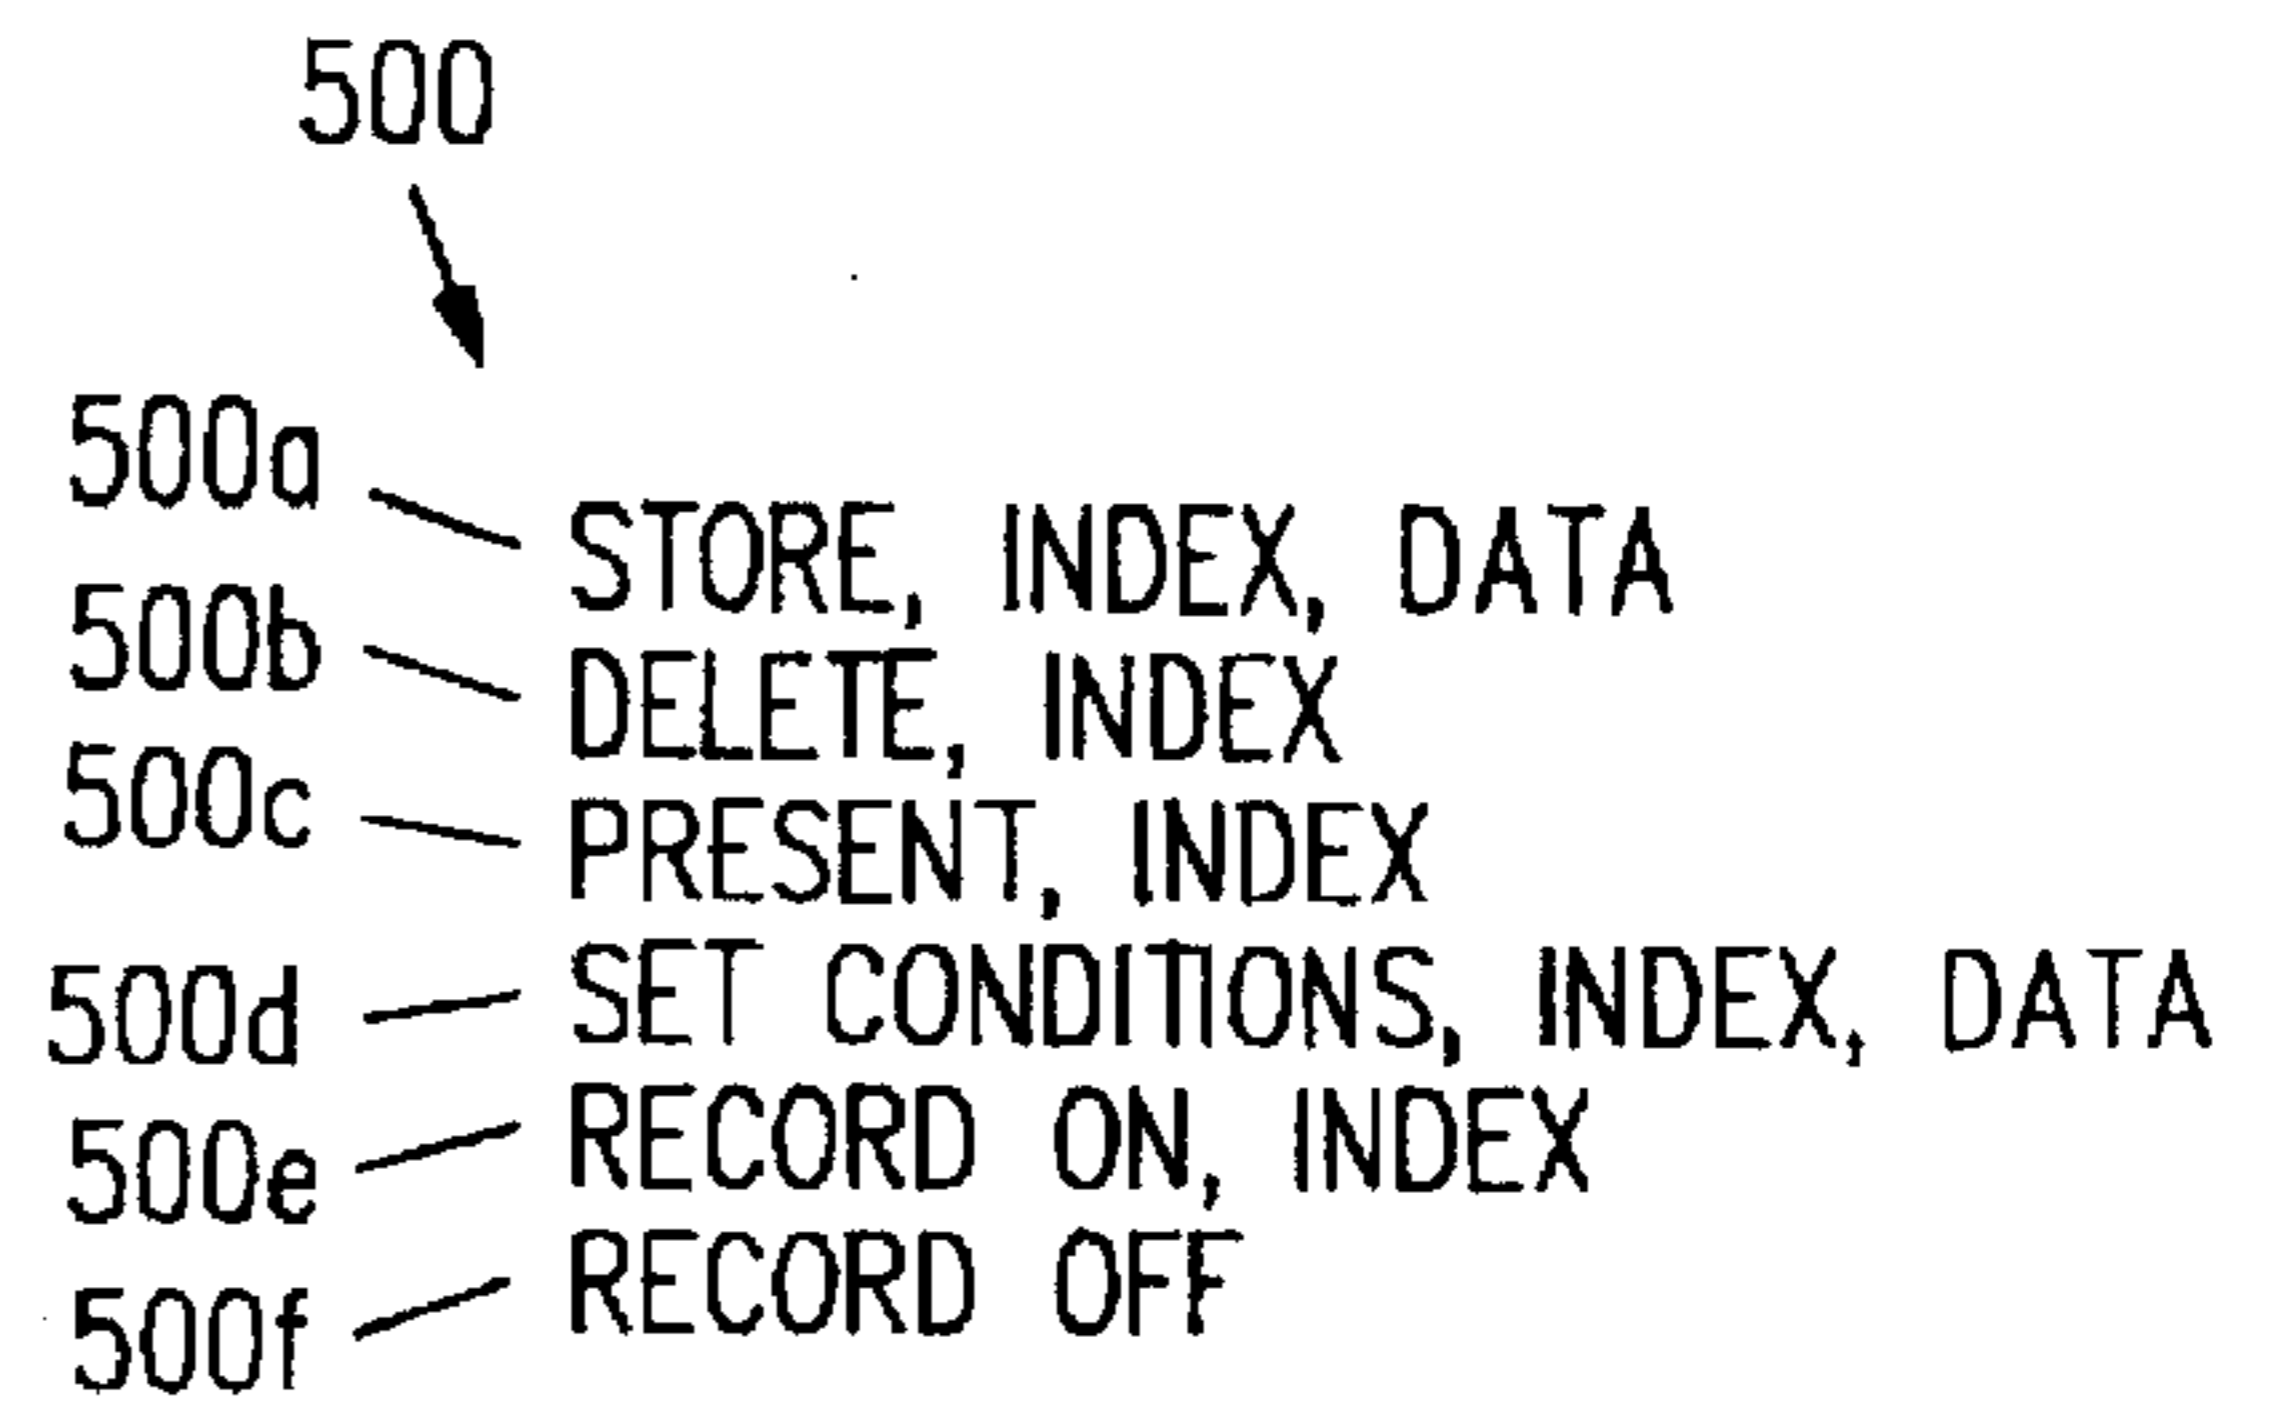 500
500a STORE, INDEX, DATA
500b DELETE, INDEX
500c PRESENT, INDEX
500d SET CONDITIONS, INDEX, DATA
500e RECORD ON, INDEX
500f RECORD OFF